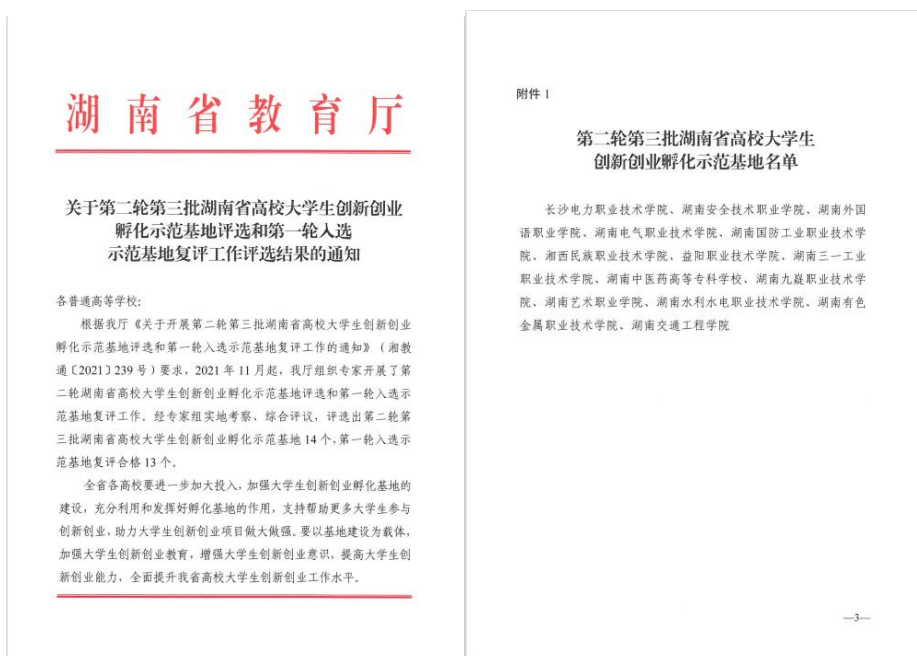 湖南省教育厅
关于第二轮第三批湖南省高校大学生创新创业
孵化示范基地评选和第一轮入选
示范基地复评工作评选结果的通知
各普通高等学校:
根据我厅《关于开展第二轮第三批湖南省高校大学生创新创业
孵化示范基地评选和第一轮入选示范基地复评工作的通知》（湘教
通〔2021〕239号）要求，2021年11月起，我厅组织专家开展了第
二轮湖南省高校大学生创新创业孵化示范基地评选和第一轮入选示
范基地复评工作。经专家组实地考察、综合评议，评选出第二轮第
三批湖南省高校大学生创新创业孵化示范基地14个,第一轮入选示
范基地复评合格13个。
全省各高校要进一步加大投入，加强大学生创新创业孵化基地的
建设，充分利用和发挥好孵化基地的作用，支持帮助更多大学生参与
创新创业，助力大学生创新创业项目做大做强。要以基地建设为载体，
加强大学生创新创业教育，增强大学生创新创业意识，提高大学生创
新创业能力，全面提升我省高校大学生创新创业工作水平。
附件1
第二轮第三批湖南省高校大学生
创新创业孵化示范基地名单
长沙电力职业技术学院、湖南安全技术职业学院、湖南外国
语职业学院、湖南电气职业技术学院、湖南国防工业职业技术学
院、湘西民族职业技术学院、益阳职业技术学院、湖南三一工业
职业技术学院、湖南中医药高等专科学校、湖南九嶷职业技术学
院、湖南艺术职业学院、湖南水利水电职业技术学院、湖南有色
金属职业技术学院、湖南交通工程学院
—3—